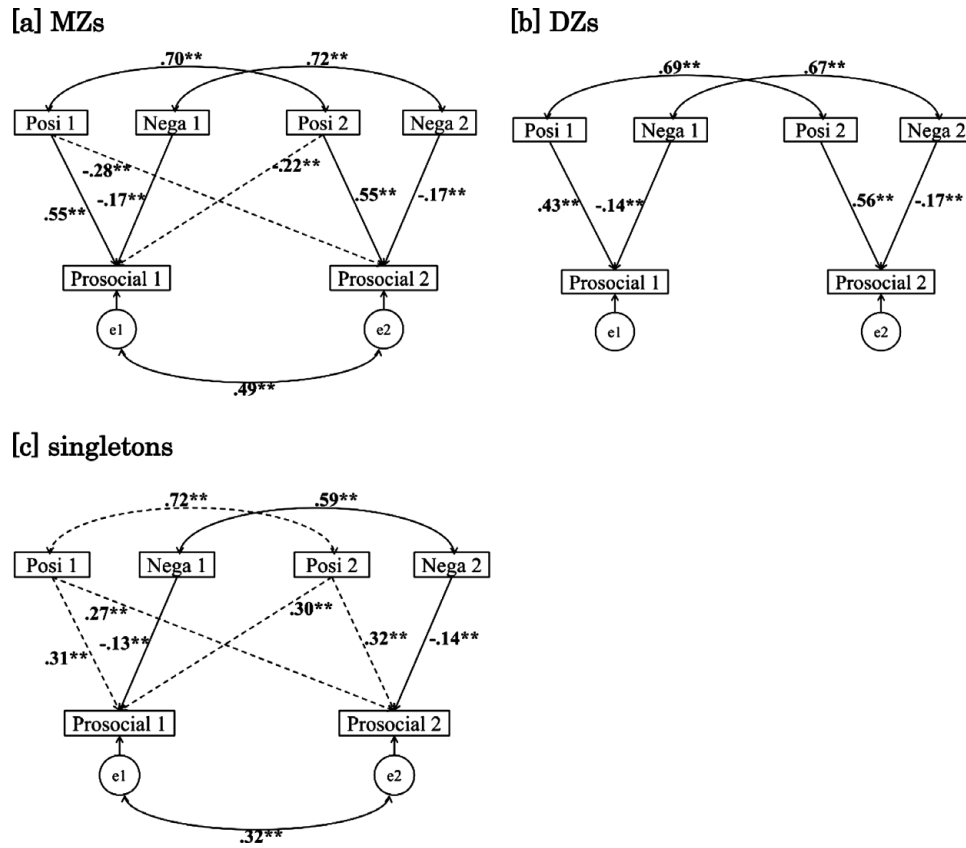 [a] MZs
.70**
.72**
Posi 1
Nega 1
Posi 2
Nega 2
-.28**
-.22**
.55**
-.17**
.55**
-.17**
Prosocial 1
Prosocial 2
e1
e2
.49**
[b] DZs
.69**
.67**
Posi 1
Nega 1
Posi 2
Nega 2
.43**
-.14**
.56**
-.17**
Prosocial 1
Prosocial 2
e1
e2
[c] singletons
.72**
.59**
Posi 1
Nega 1
Posi 2
Nega 2
.27**
.30**
.31**
-.13**
.32**
-.14**
Prosocial 1
Prosocial 2
e1
e2
.32**